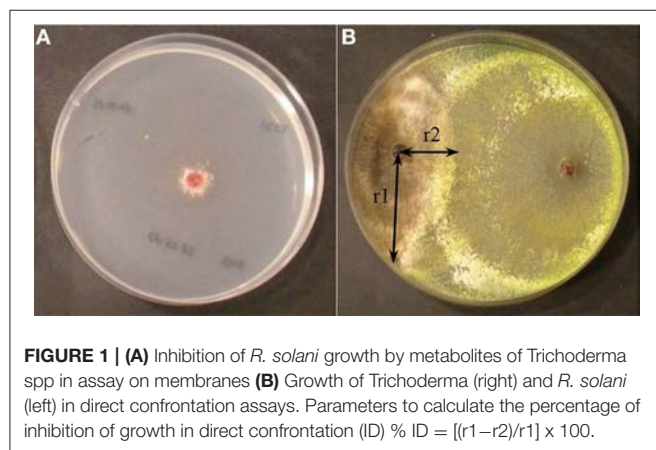 A
B
r2
r1
FIGURE 1 | (A) Inhibition of R. solani growth by metabolites of Trichoderma
spp in assay on membranes (B) Growth of Trichoderma (right) and R. solani
(left) in direct confrontation assays. Parameters to calculate the percentage of
inhibition of growth in direct confrontation (ID) % ID = [(r1−r2)/r1] x 100.